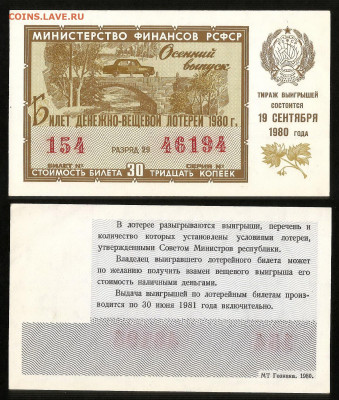 COINS.LAVE.RU
МИНИСТЕРСТВО ФИНАНСОВ РСФСР
Осенний
выпуск
БИЛЕТ ДЕНЕЖНО-ВЕЩЕВОЙ ЛОТЕРЕИ 1980 г.
154 РАЗРЯД 29 46194
БИЛЕТ № СЕРИЯ №
СТОИМОСТЬ БИЛЕТА 30 ТРИДЦАТЬ КОПЕЕК
ТИРАЖ ВЫИГРЫШЕЙ
СОСТОИТСЯ
19 СЕНТЯБРЯ
1980 ГОДА
В лотерее разыгрываются выигрыши, перечень и
количество которых установлены условиями лотереи,
утвержденными Советом Министров республики.
Владелец выигравшего лотерейного билета может
по желанию получить взамен вещевого выигрыша его
стоимость наличными деньгами.
Выдача выигрышей по лотерейным билетам произво-
дится по 30 июня 1981 года включительно.
МТ Гознака. 1980.